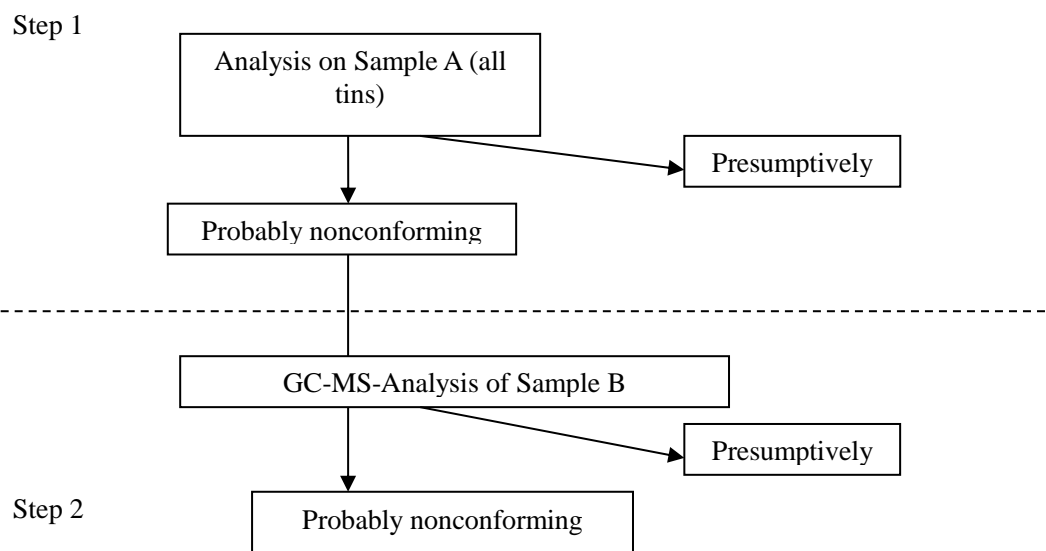 Step 1
Analysis on Sample A (all
tins)
Presumptively
Probably nonconforming
GC-MS-Analysis of Sample B
Presumptively
Step 2
Probably nonconforming